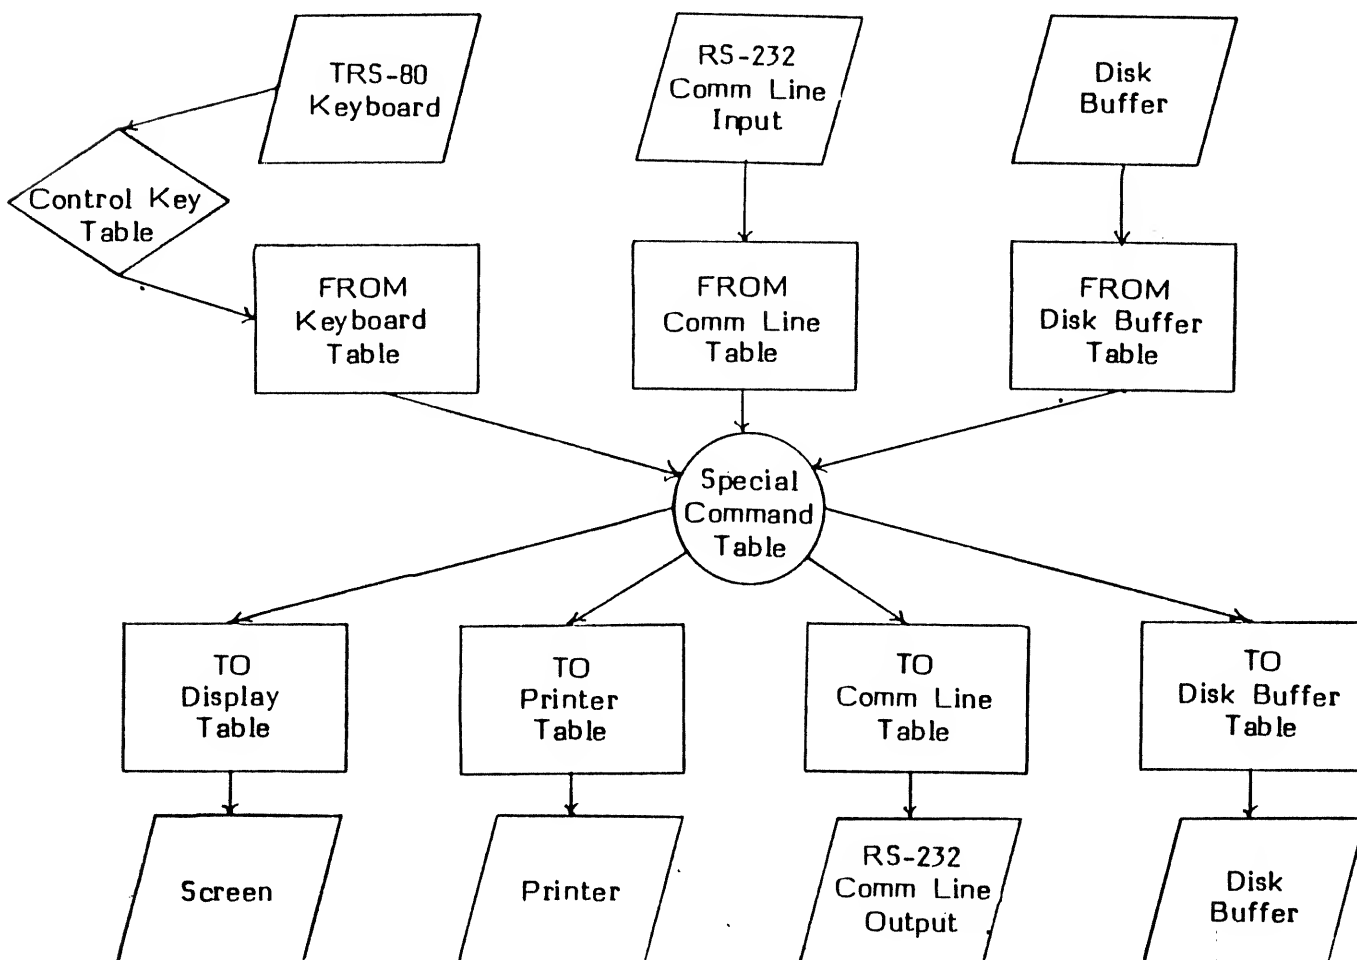 TRS-80
Keyboard
RS-232
Comm Line
Input
Disk
Buffer
Control Key
Table
FROM
Keyboard
Table
FROM
Comm Line
Table
FROM
Disk Buffer
Table
Special
Command
Table
TO
Display
Table
TO
Printer
Table
TO
Comm Line
Table
TO
Disk Buffer
Table
Screen
Printer
RS-232
Comm Line
Output
Disk
Buffer